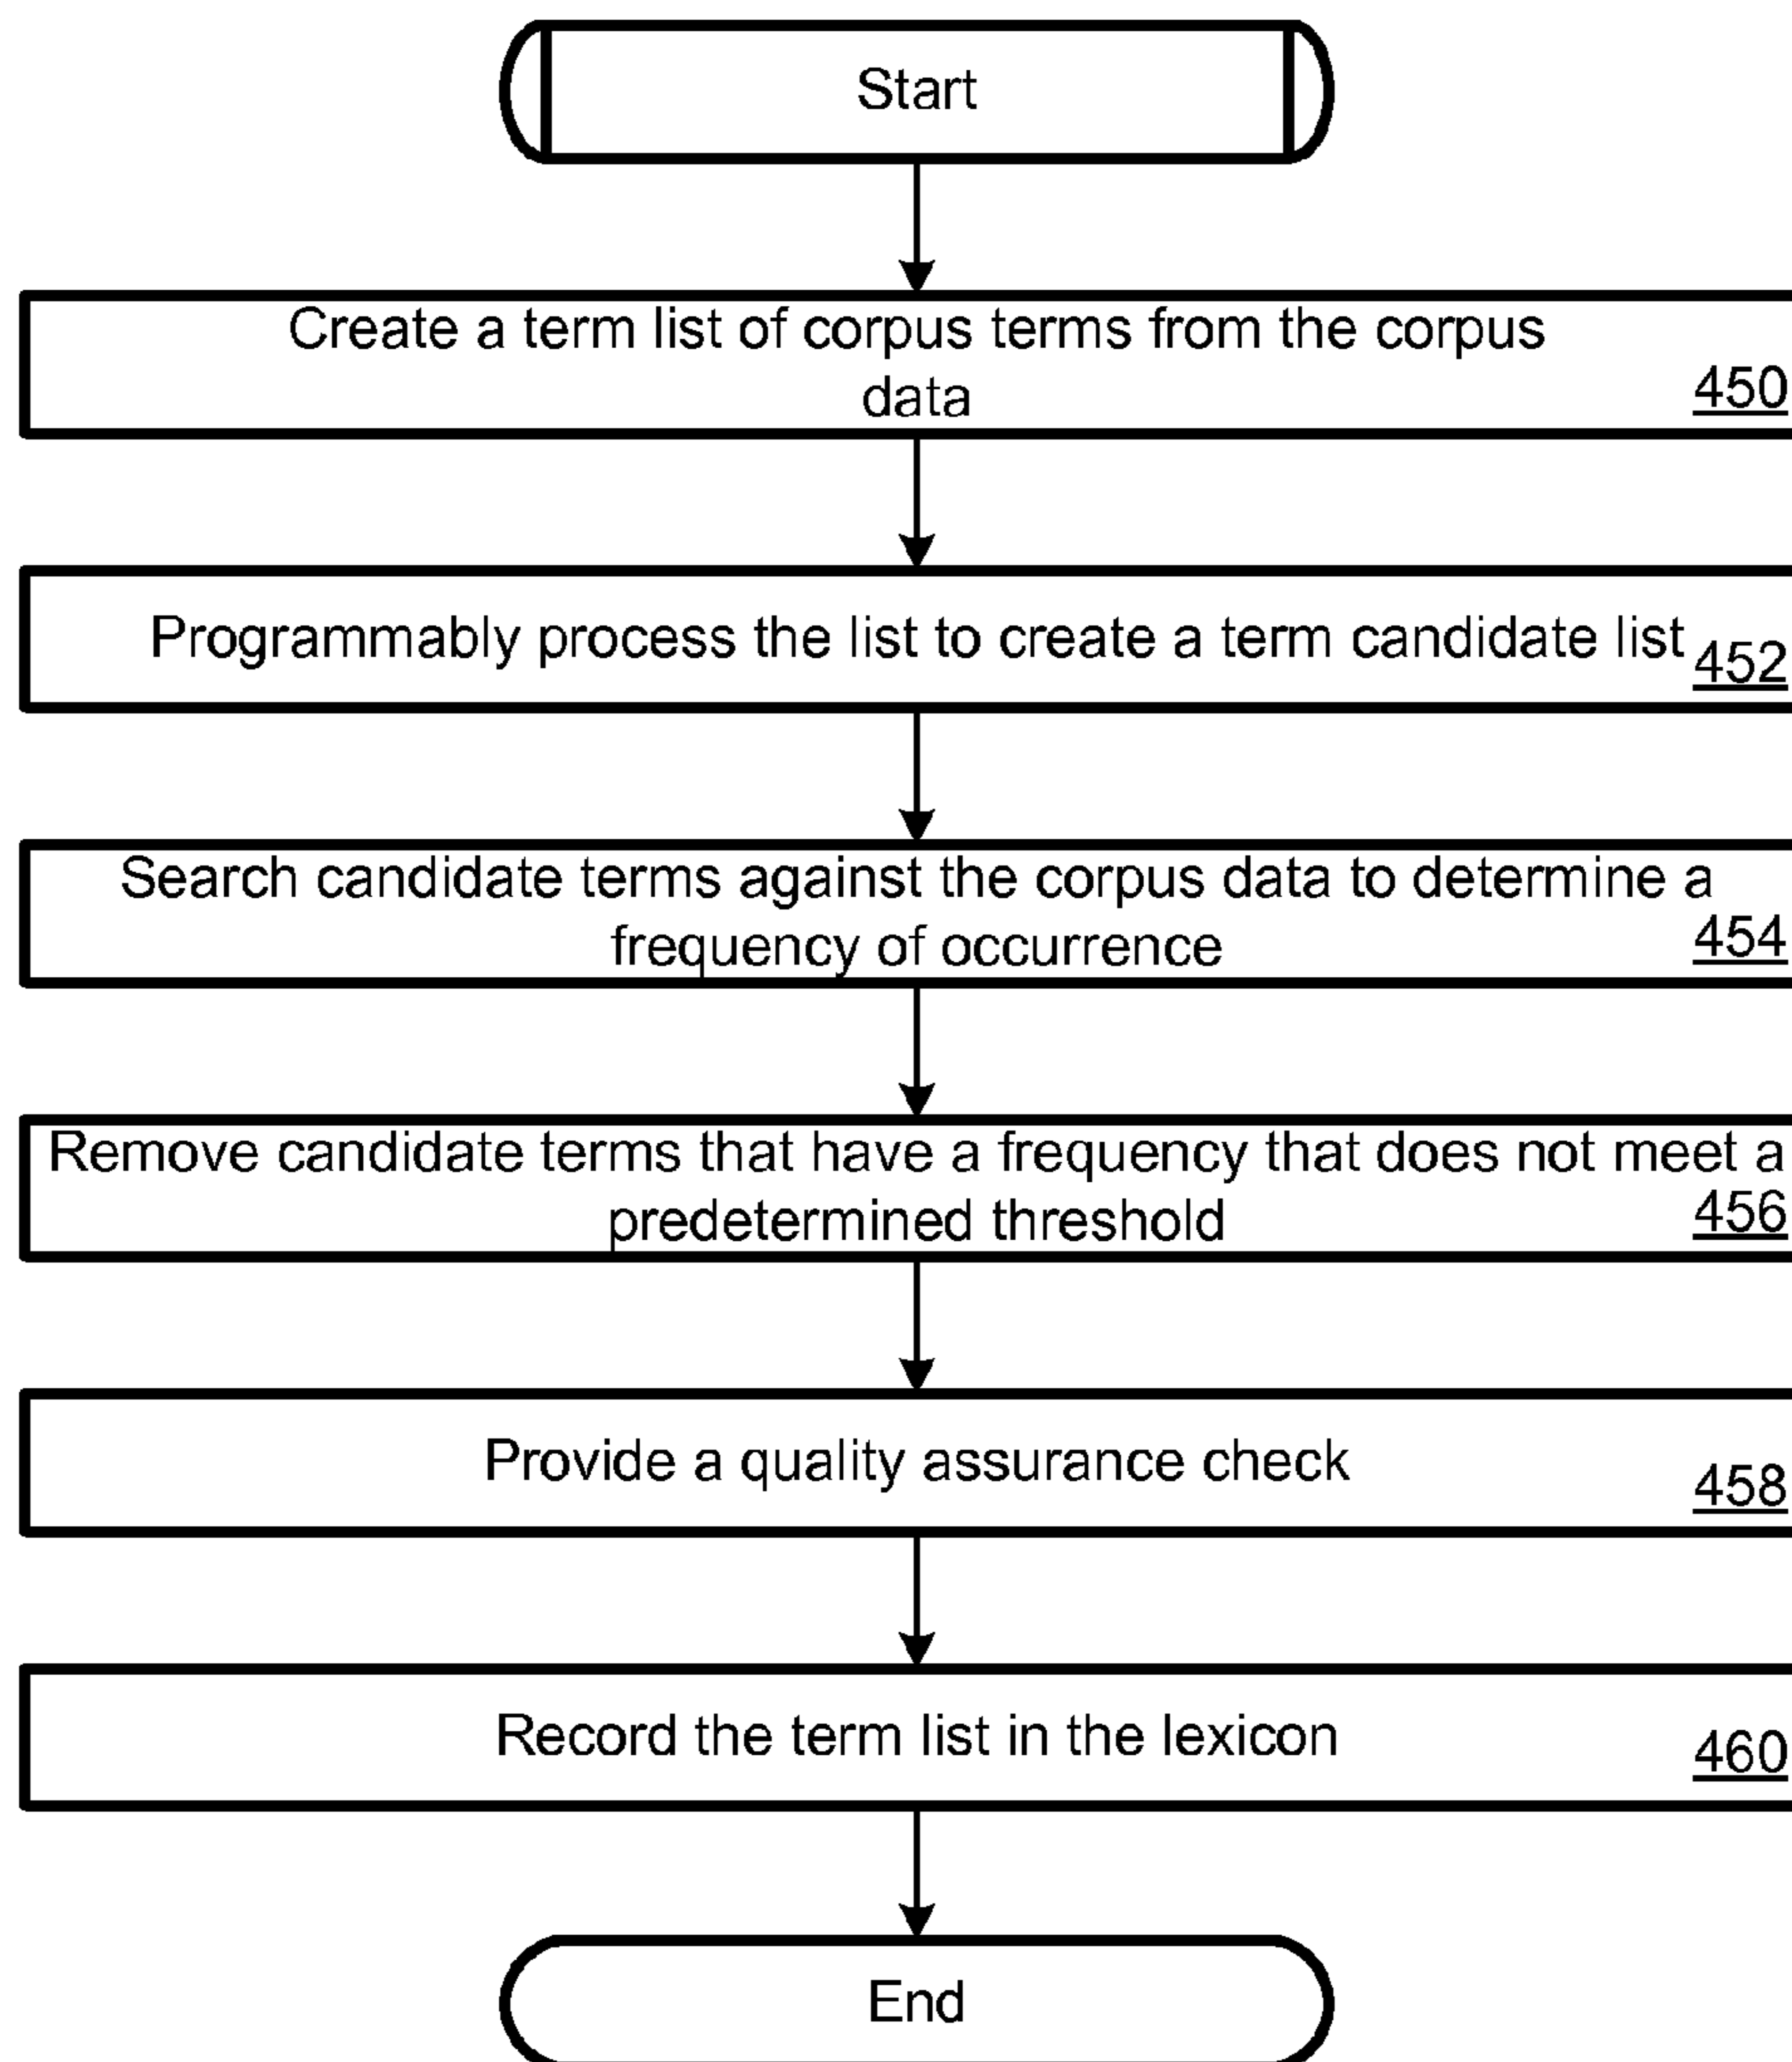 Start
Create a term list of corpus terms from the corpus
data
450
Programmably process the list to create a term candidate list
452
Search candidate terms against the corpus data to determine a
frequency of occurrence
454
Remove candidate terms that have a frequency that does not meet a
predetermined threshold
456
Provide a quality assurance check
458
Record the term list in the lexicon
460
End